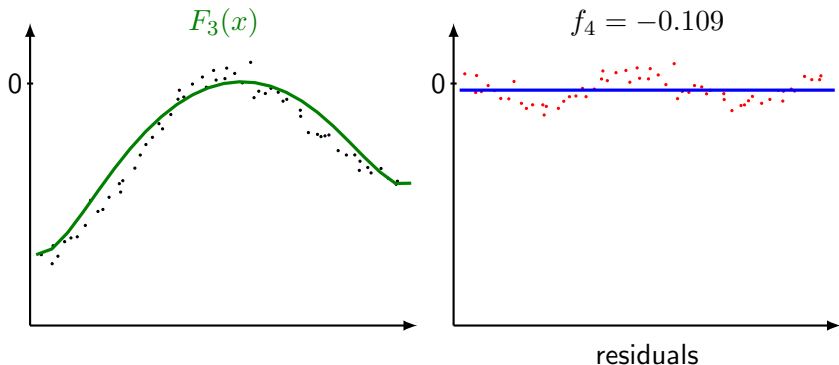 F₃(x)
f₄ = −0.109
0
0
residuals